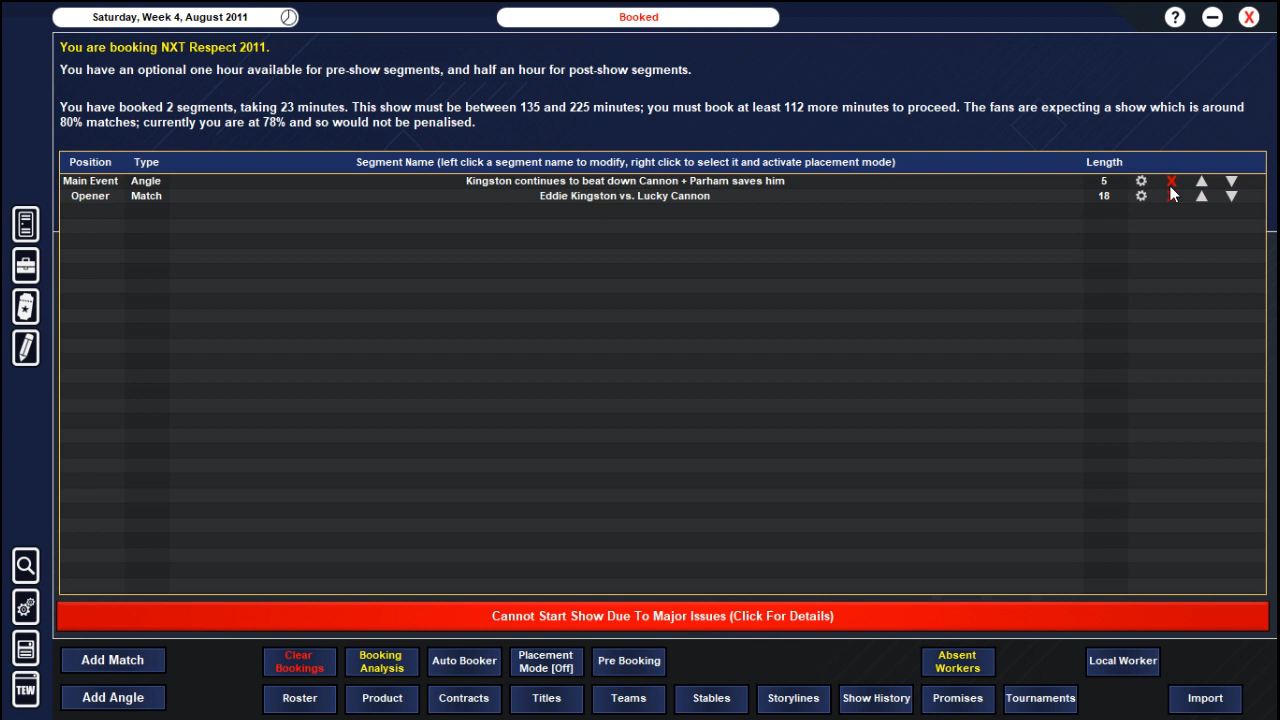 Saturday, Week 4, August 2011
Booked
?
X
You are booking NXT Respect 2011.
You have an optional one hour available for pre-show segments, and half an hour for post-show segments.
You have booked 2 segments, taking 23 minutes. This show must be between 135 and 225 minutes; you must book at least 112 more minutes to proceed. The fans are expecting a show which is around
80% matches; currently you are at 78% and so would not be penalised.
Position Type Segment Name (left click a segment name to modify, right click to select it and activate placement mode) Length
Main Event Angle Kingston continues to beat down Cannon + Parham saves him 5 X
Opener Match Eddie Kingston vs. Lucky Cannon 18
Cannot Start Show Due To Major Issues (Click For Details)
Add Match
Clear Bookings
Booking Analysis
Auto Booker
Placement Mode [Off]
Pre Booking
Absent Workers
Local Worker
TEW
Add Angle
Roster
Product
Contracts
Titles
Teams
Stables
Storylines
Show History
Promises
Tournaments
Import